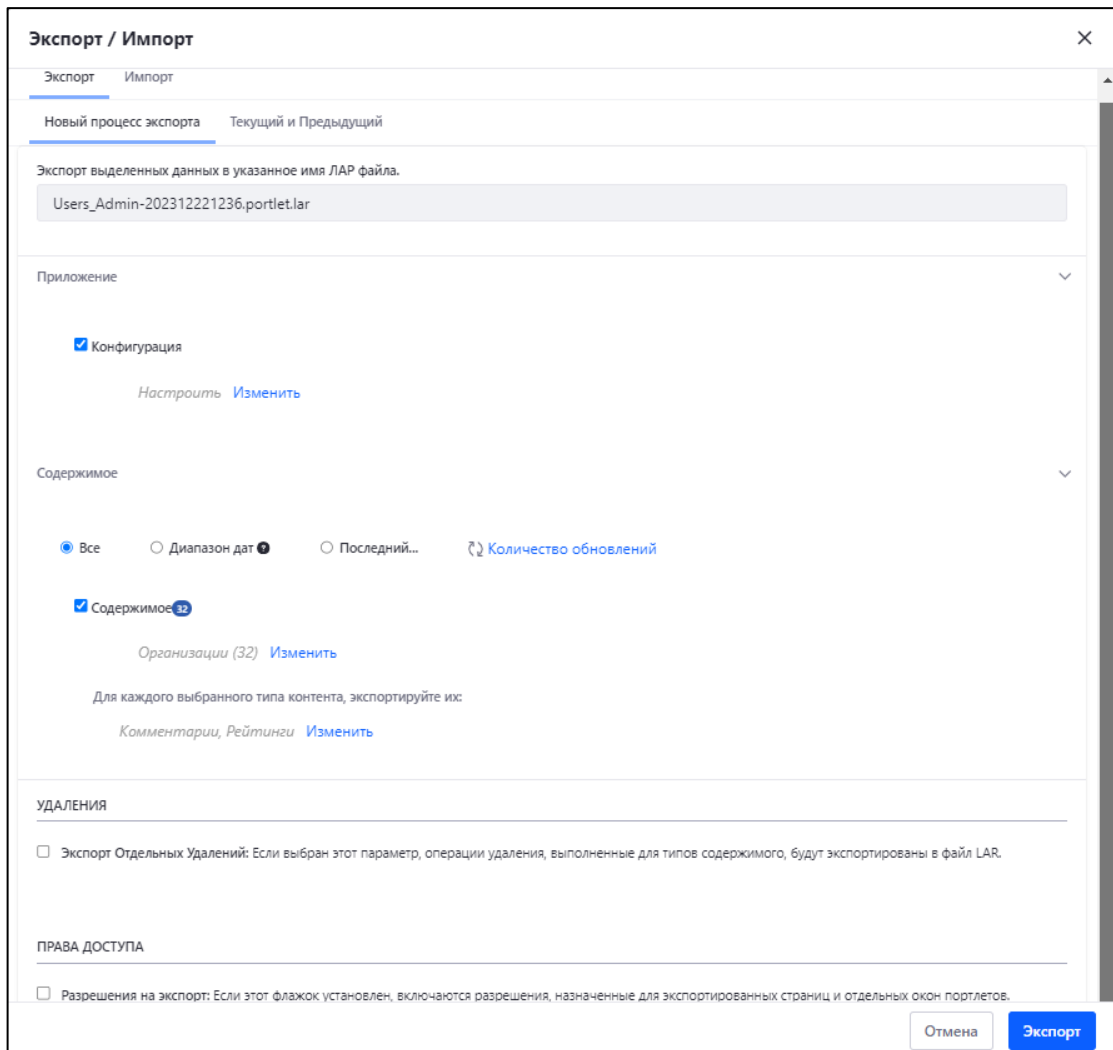 Экспорт / Импорт
Экспорт Импорт
Новый процесс экспорта Текущий и Предыдущий
Экспорт выделенных данных в указанное имя ЛАР файла.
Users_Admin-202312221236.portlet.lar
Приложение
Конфигурация
Настроить Изменить
Содержимое
Все Диапазон дат ? Последний... Количество обновлений
Содержимое 32
Организации (32) Изменить
Для каждого выбранного типа контента, экспортируйте их:
Комментарии, Рейтинги Изменить
УДАЛЕНИЯ
Экспорт Отдельных Удалений: Если выбран этот параметр, операции удаления, выполненные для типов содержимого, будут экспортированы в файл LAR.
ПРАВА ДОСТУПА
Разрешения на экспорт: Если этот флажок установлен, включаются разрешения, назначенные для экспортированных страниц и отдельных окон портлетов.
Отмена Экспорт